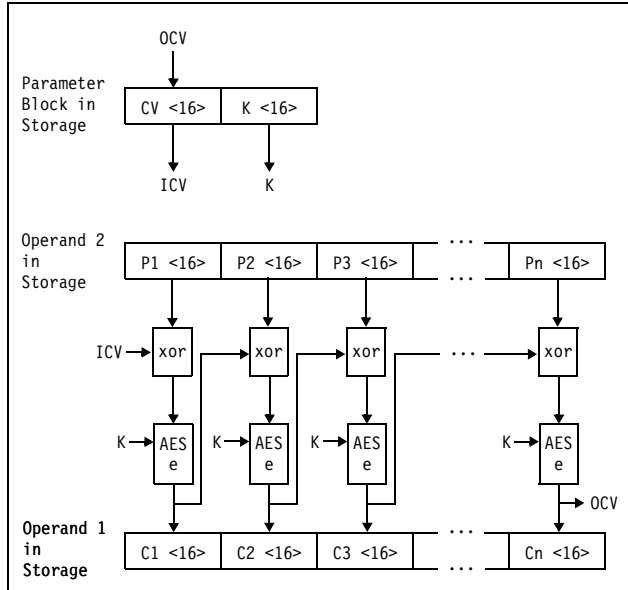 OCV
Parameter
Block in
Storage
CV <16> K <16>
ICV K
Operand 2
in
Storage
P1 <16> P2 <16> P3 <16> ... ... Pn <16>
ICV xor xor xor ... xor
K AES e K AES e K AES e K AES e
OCV
Operand 1
in
Storage
C1 <16> C2 <16> C3 <16> ... ... Cn <16>